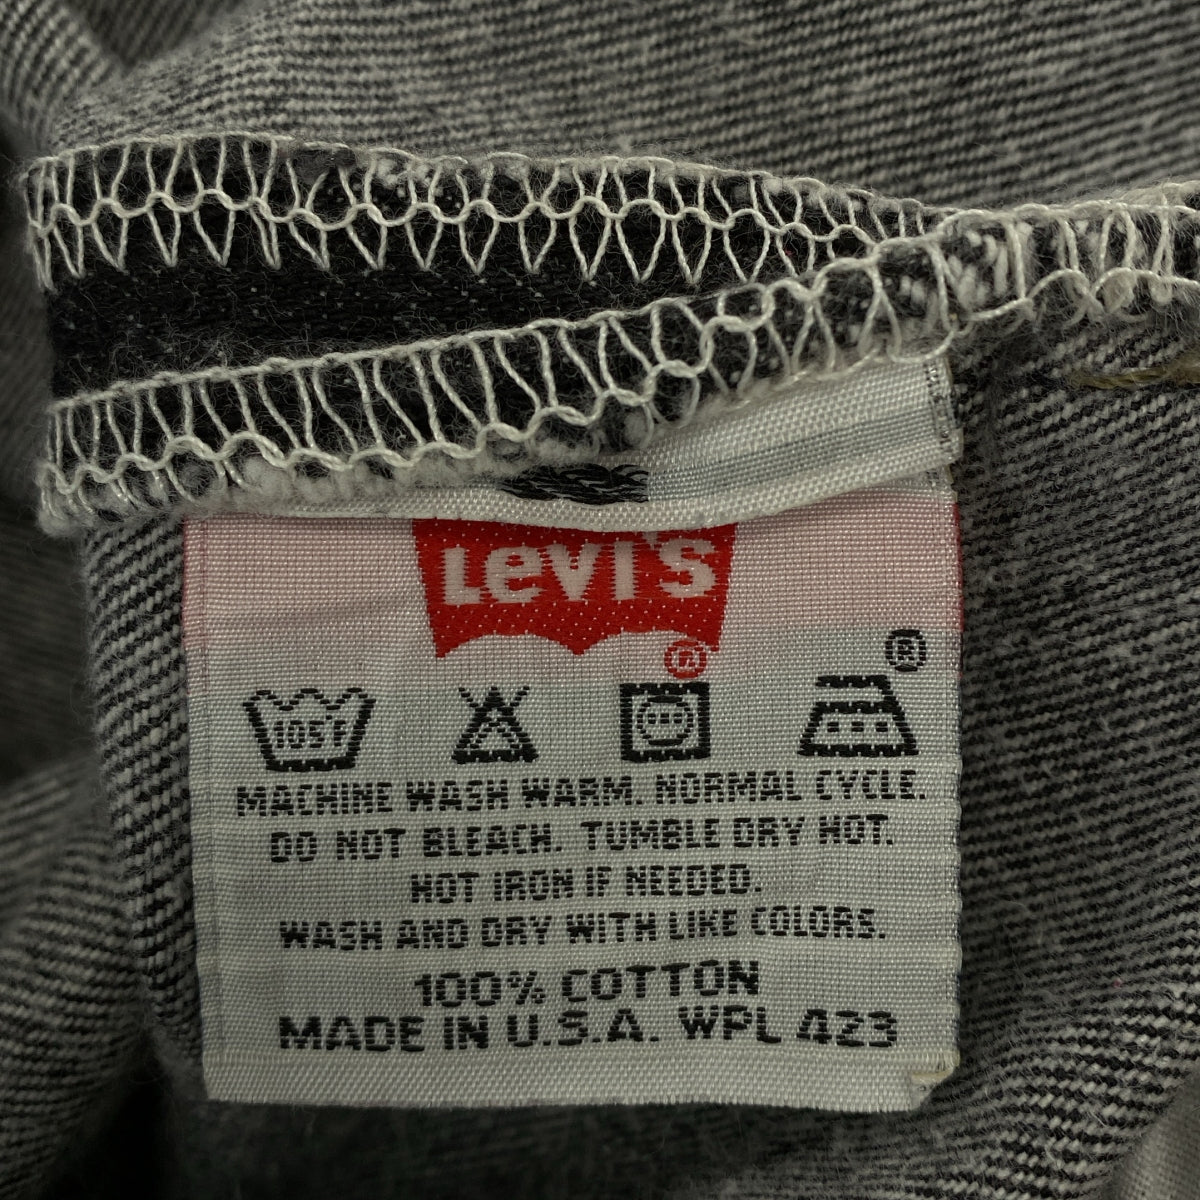 Levi's
®
®
105°F
MACHINE WASH WARM. NORMAL CYCLE.
DO NOT BLEACH. TUMBLE DRY HOT.
HOT IRON IF NEEDED.
WASH AND DRY WITH LIKE COLORS.
100% COTTON
MADE IN U.S.A. WPL 423